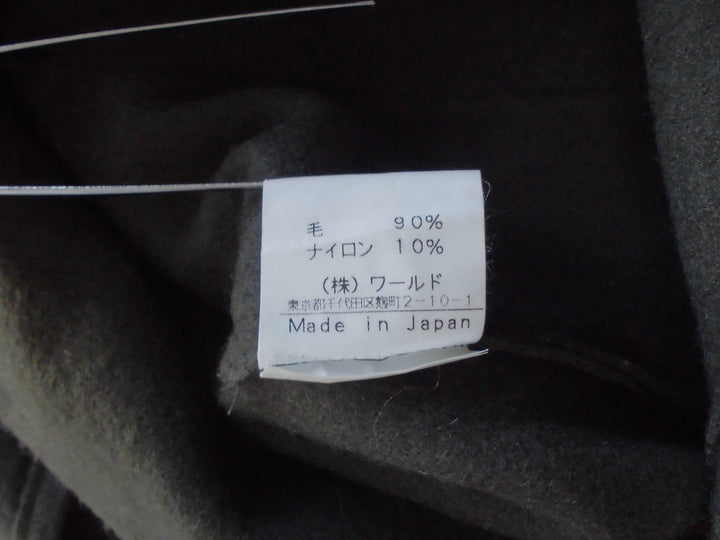 毛 90%
ナイロン 10%
(株)ワールド
東京都千代田区麹町2-10-1
Made in Japan